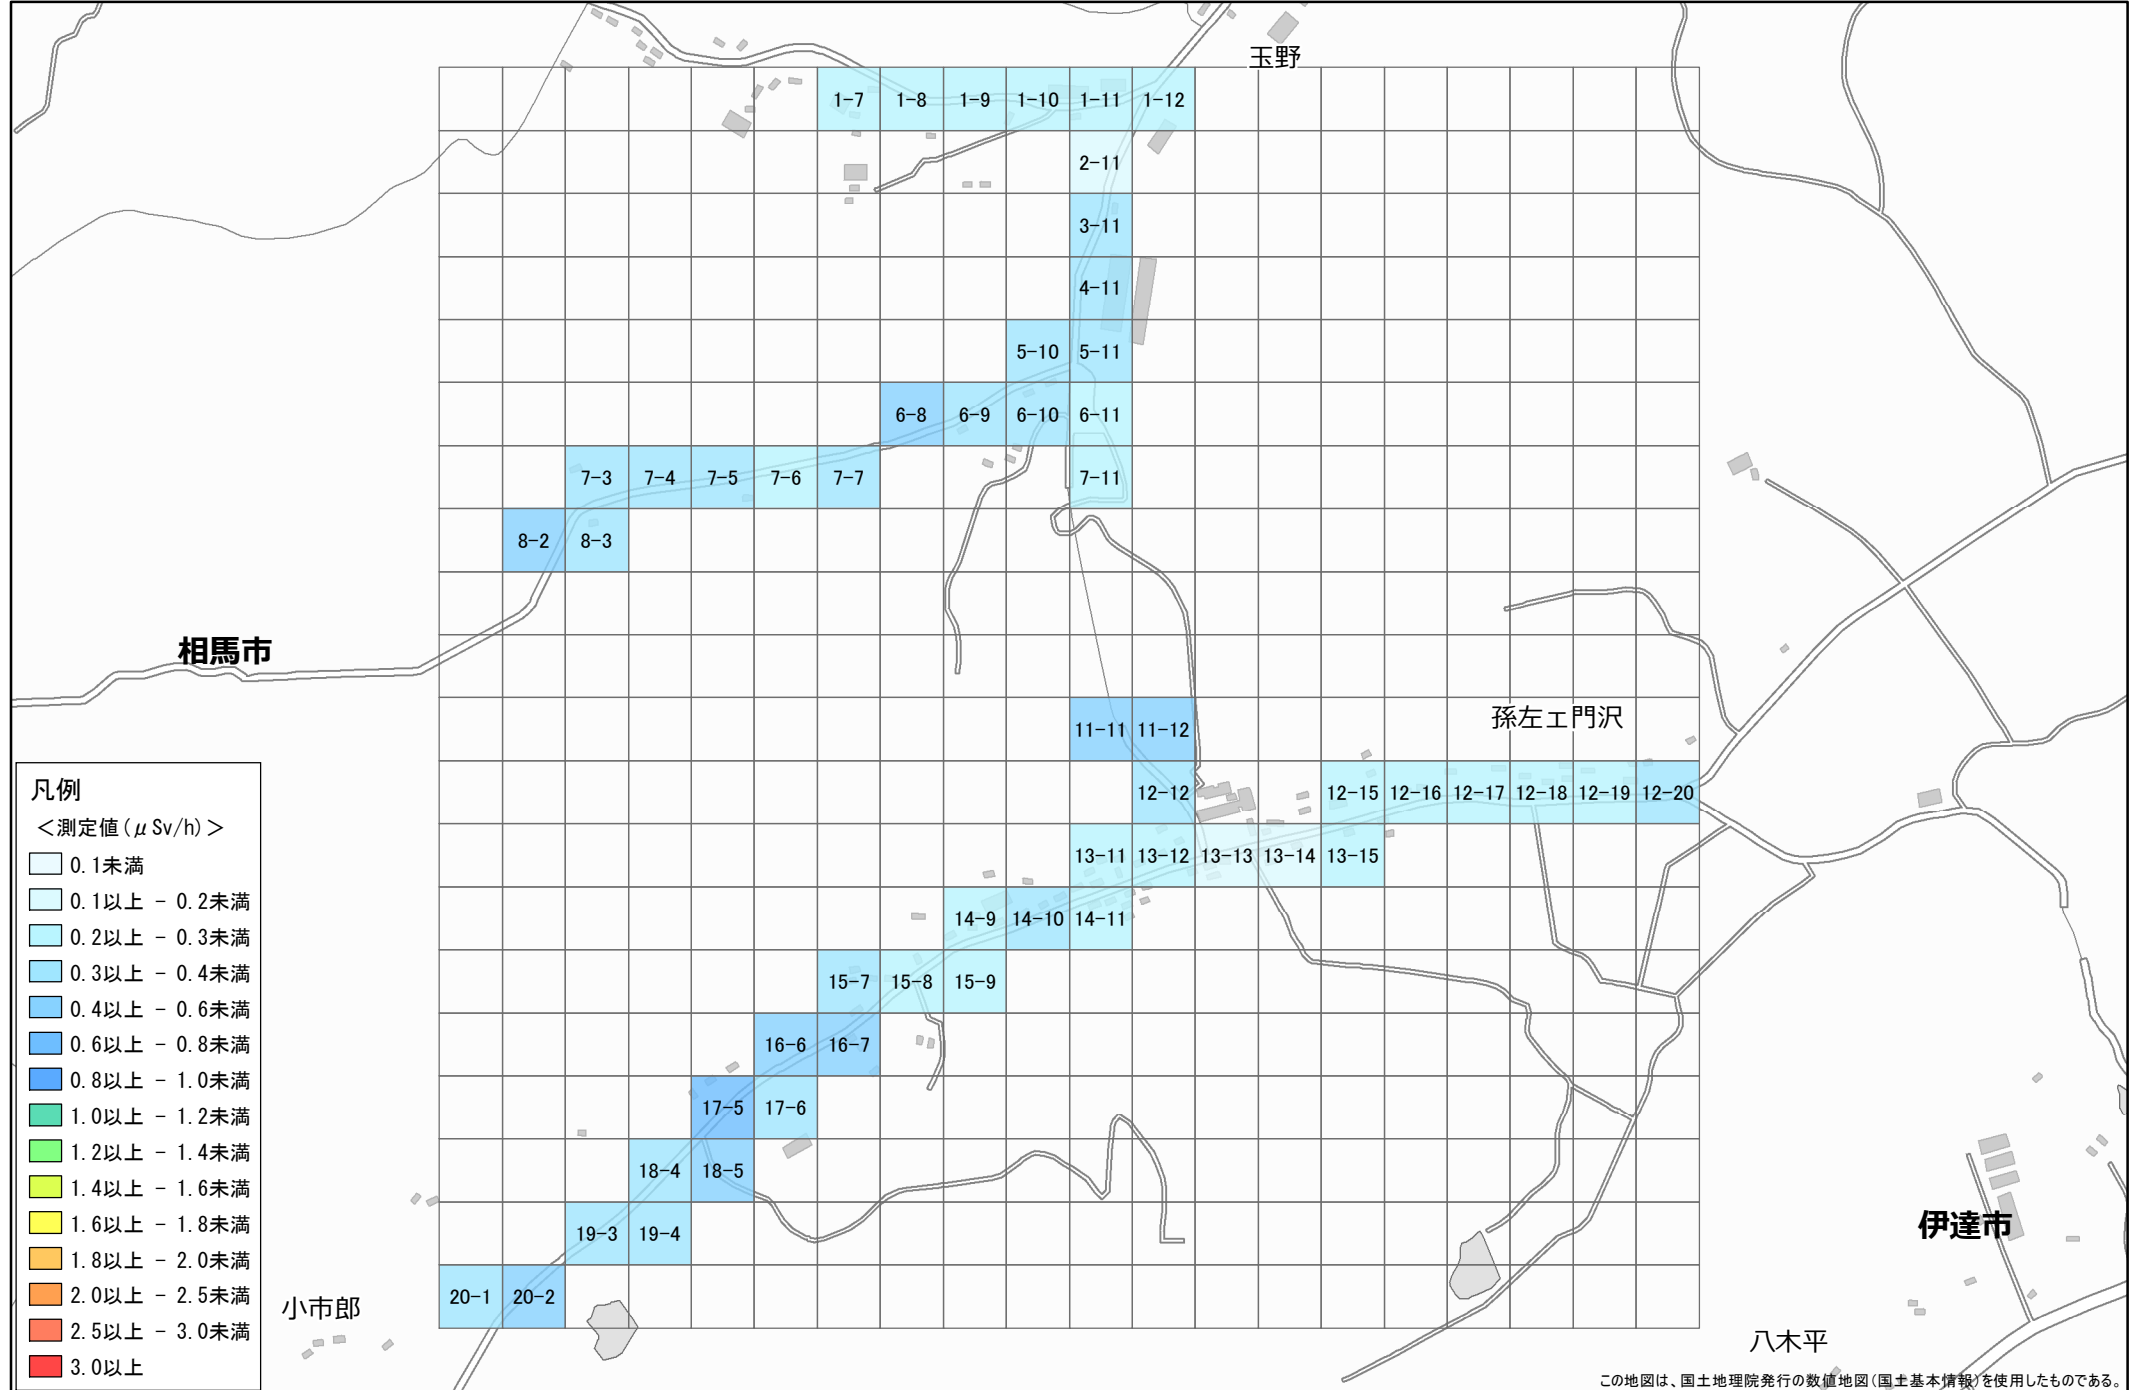 玉野
1-7 1-8 1-9 1-10 1-11 1-12
2-11
3-11
4-11
5-10 5-11
6-8 6-9 6-10 6-11
7-3 7-4 7-5 7-6 7-7 7-11
8-2 8-3
相馬市
孫左エ門沢
11-11 11-12
12-12 12-15 12-16 12-17 12-18 12-19 12-20
13-11 13-12 13-13 13-14 13-15
14-9 14-10 14-11
15-7 15-8 15-9
16-6 16-7
17-5 17-6
18-4 18-5
19-3 19-4
20-1 20-2
凡例
<測定値(μSv/h)>
0.1未満
0.1以上 - 0.2未満
0.2以上 - 0.3未満
0.3以上 - 0.4未満
0.4以上 - 0.6未満
0.6以上 - 0.8未満
0.8以上 - 1.0未満
1.0以上 - 1.2未満
1.2以上 - 1.4未満
1.4以上 - 1.6未満
1.6以上 - 1.8未満
1.8以上 - 2.0未満
2.0以上 - 2.5未満
2.5以上 - 3.0未満
3.0以上
小市郎
伊達市
八木平
この地図は、国土地理院発行の数値地図(国土基本情報)を使用したものである。